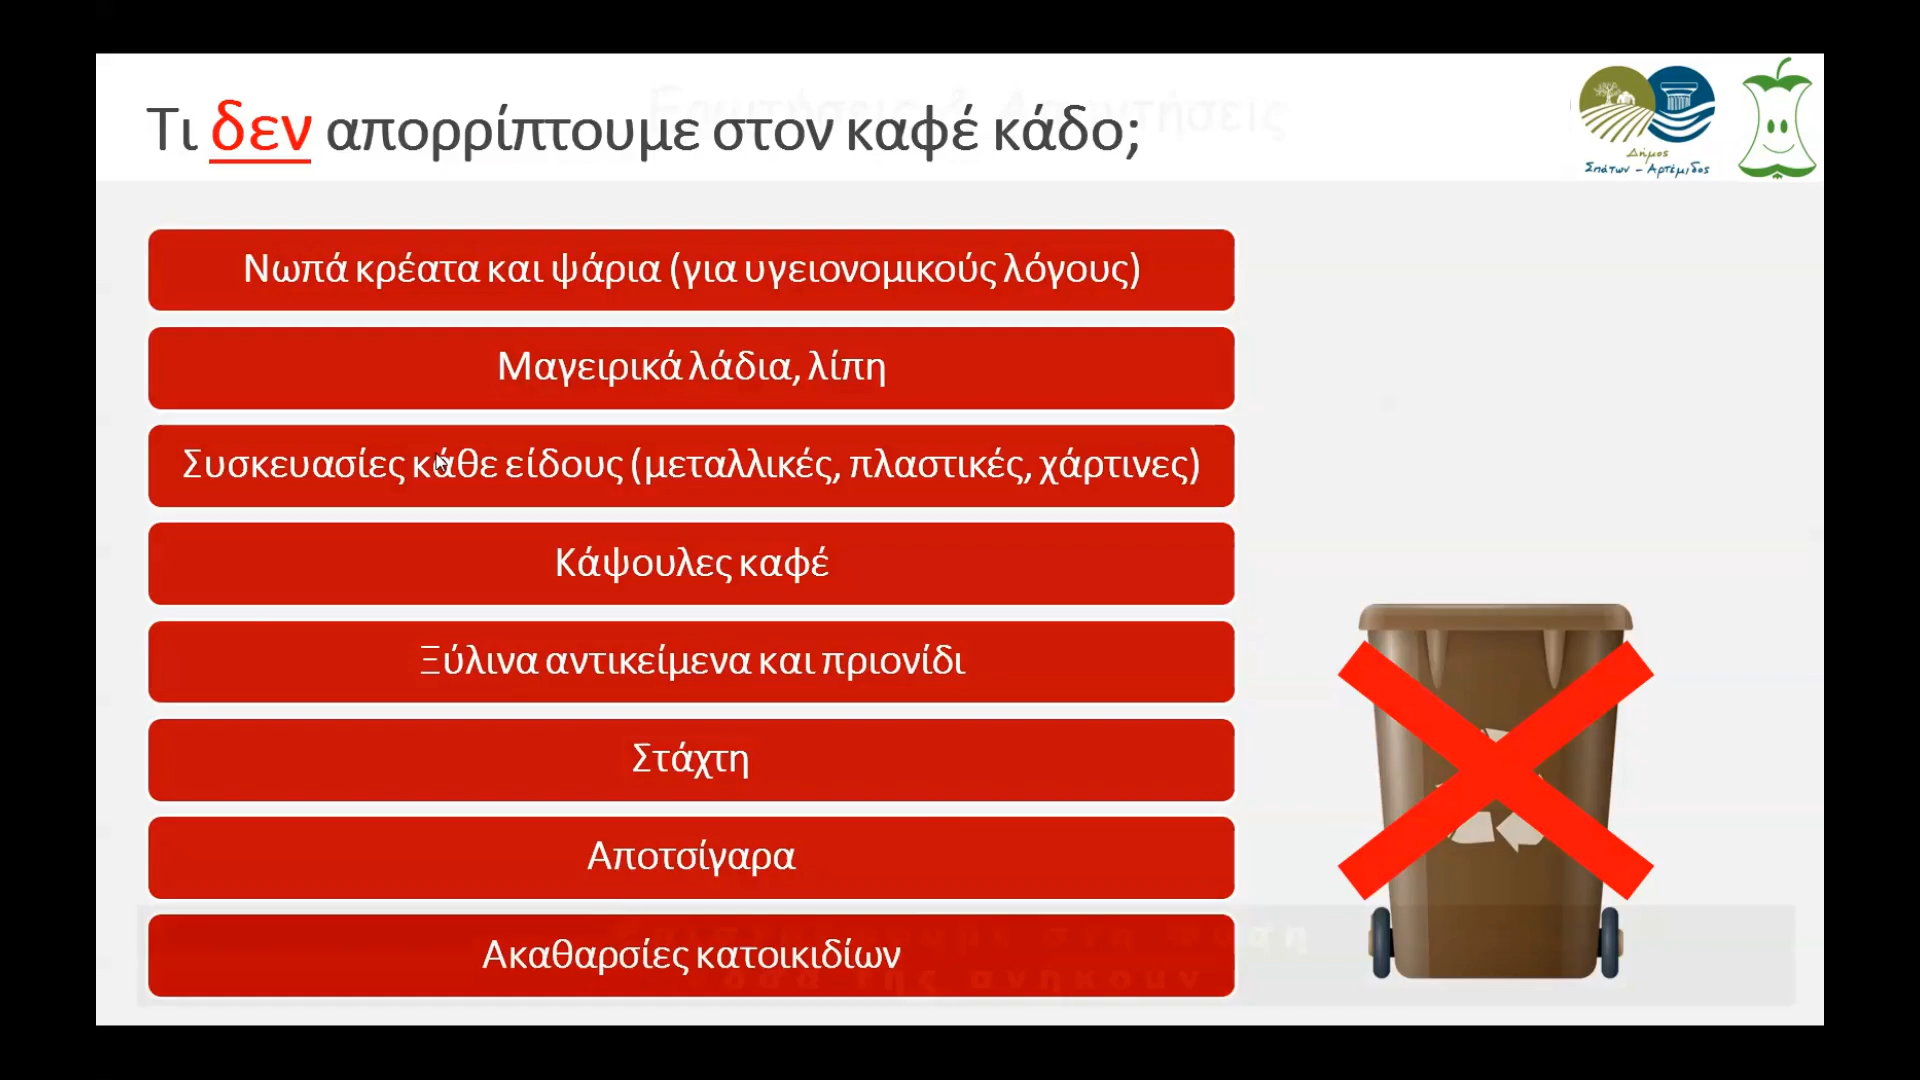 Τι δεν απορρίπτουμε στον καφέ κάδο;
Δήμος
Σπάτων - Αρτέμιδος
Νωπά κρέατα και ψάρια (για υγειονομικούς λόγους)
Μαγειρικά λάδια, λίπη
Συσκευασίες κάθε είδους (μεταλλικές, πλαστικές, χάρτινες)
Κάψουλες καφέ
Ξύλινα αντικείμενα και πριονίδι
Στάχτη
Αποτσίγαρα
Ακαθαρσίες κατοικιδίων